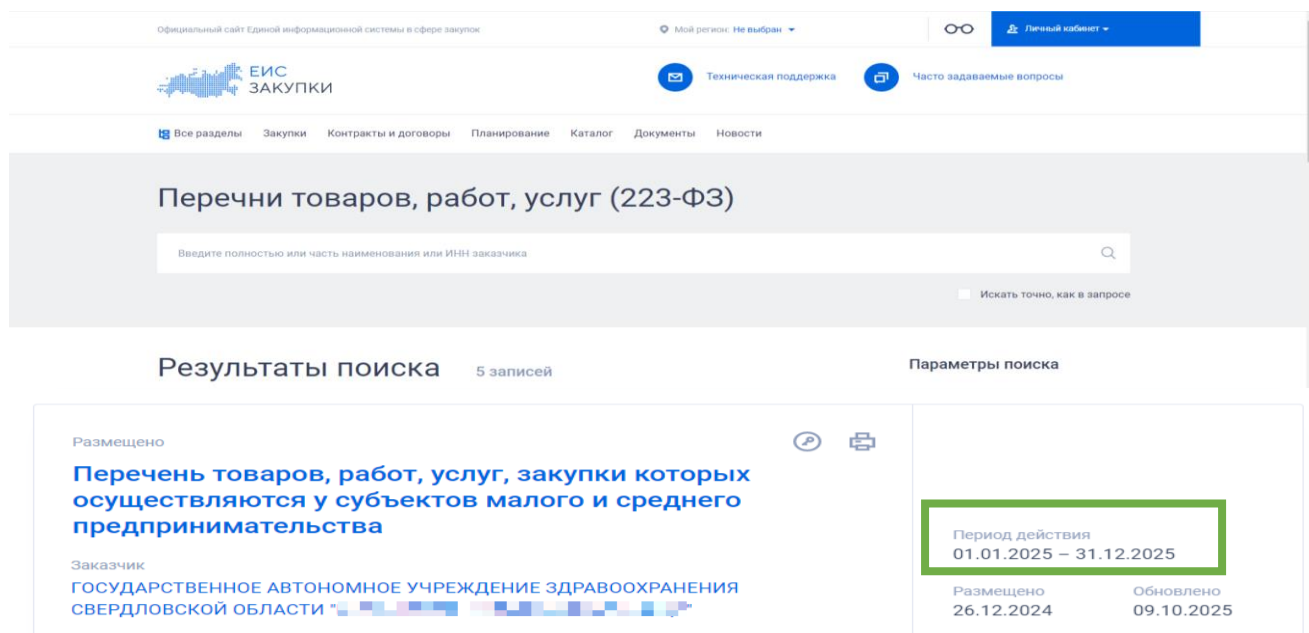 Официальный сайт Единой информационной системы в сфере закупок
Мой регион: Не выбран
Личный кабинет
ЕИС
ЗАКУПКИ
Техническая поддержка
Часто задаваемые вопросы
Все разделы Закупки Контракты и договоры Планирование Каталог Документы Новости
Перечни товаров, работ, услуг (223-ФЗ)
Введите полностью или часть наименования или ИНН заказчика
Искать точно, как в запросе
Результаты поиска 5 записей
Параметры поиска
Размещено
Перечень товаров, работ, услуг, закупки которых
осуществляются у субъектов малого и среднего
предпринимательства
Заказчик
ГОСУДАРСТВЕННОЕ АВТОНОМНОЕ УЧРЕЖДЕНИЕ ЗДРАВООХРАНЕНИЯ
СВЕРДЛОВСКОЙ ОБЛАСТИ "
Период действия
01.01.2025 – 31.12.2025
Размещено Обновлено
26.12.2024 09.10.2025